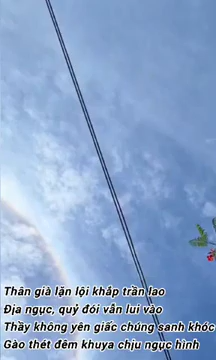 Thân già lặn lội khắp trần lao
Địa ngục, quỷ đói vẫn lui vào
Thầy không yên giấc chúng sanh khóc
Gào thét đêm khuya chịu ngục hình